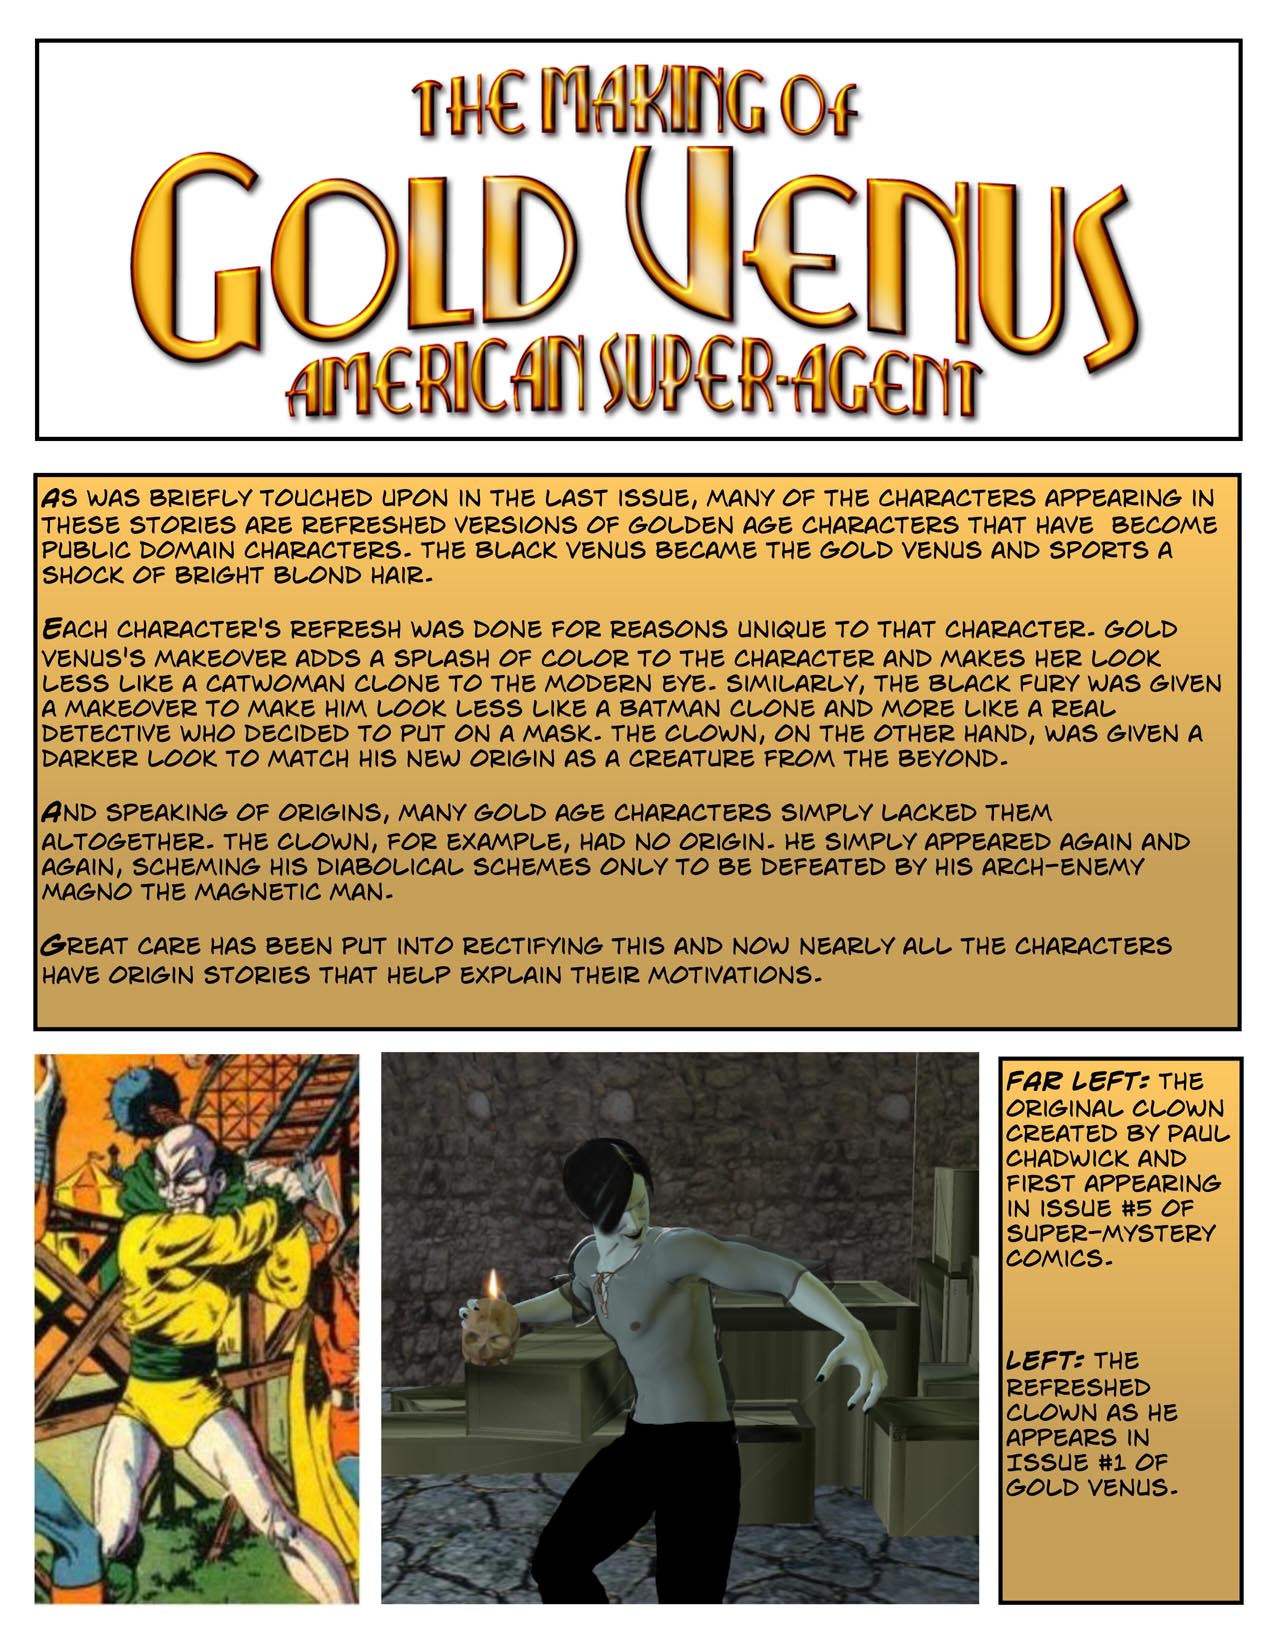 THE MAKING OF
GOLD VENUS
AMERICAN SUPER-AGENT
AS WAS BRIEFLY TOUCHED UPON IN THE LAST ISSUE, MANY OF THE CHARACTERS APPEARING IN
THESE STORIES ARE REFRESHED VERSIONS OF GOLDEN AGE CHARACTERS THAT HAVE BECOME
PUBLIC DOMAIN CHARACTERS. THE BLACK VENUS BECAME THE GOLD VENUS AND SPORTS A
SHOCK OF BRIGHT BLOND HAIR.
EACH CHARACTER'S REFRESH WAS DONE FOR REASONS UNIQUE TO THAT CHARACTER. GOLD
VENUS'S MAKEOVER ADDS A SPLASH OF COLOR TO THE CHARACTER AND MAKES HER LOOK
LESS LIKE A CATWOMAN CLONE TO THE MODERN EYE. SIMILARLY, THE BLACK FURY WAS GIVEN
A MAKEOVER TO MAKE HIM LOOK LESS LIKE A BATMAN CLONE AND MORE LIKE A REAL
DETECTIVE WHO DECIDED TO PUT ON A MASK. THE CLOWN, ON THE OTHER HAND, WAS GIVEN A
DARKER LOOK TO MATCH HIS NEW ORIGIN AS A CREATURE FROM THE BEYOND.
AND SPEAKING OF ORIGINS, MANY GOLD AGE CHARACTERS SIMPLY LACKED THEM
ALTOGETHER. THE CLOWN, FOR EXAMPLE, HAD NO ORIGIN. HE SIMPLY APPEARED AGAIN AND
AGAIN, SCHEMING HIS DIABOLICAL SCHEMES ONLY TO BE DEFEATED BY HIS ARCH-ENEMY
MAGNO THE MAGNETIC MAN.
GREAT CARE HAS BEEN PUT INTO RECTIFYING THIS AND NOW NEARLY ALL THE CHARACTERS
HAVE ORIGIN STORIES THAT HELP EXPLAIN THEIR MOTIVATIONS.
FAR LEFT: THE
ORIGINAL CLOWN
CREATED BY PAUL
CHADWICK AND
FIRST APPEARING
IN ISSUE #5 OF
SUPER-MYSTERY
COMICS.
LEFT: THE
REFRESHED
CLOWN AS HE
APPEARS IN
ISSUE #1 OF
GOLD VENUS.